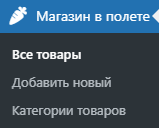 Магазин в полете
Все товары
Добавить новый
Категории товаров